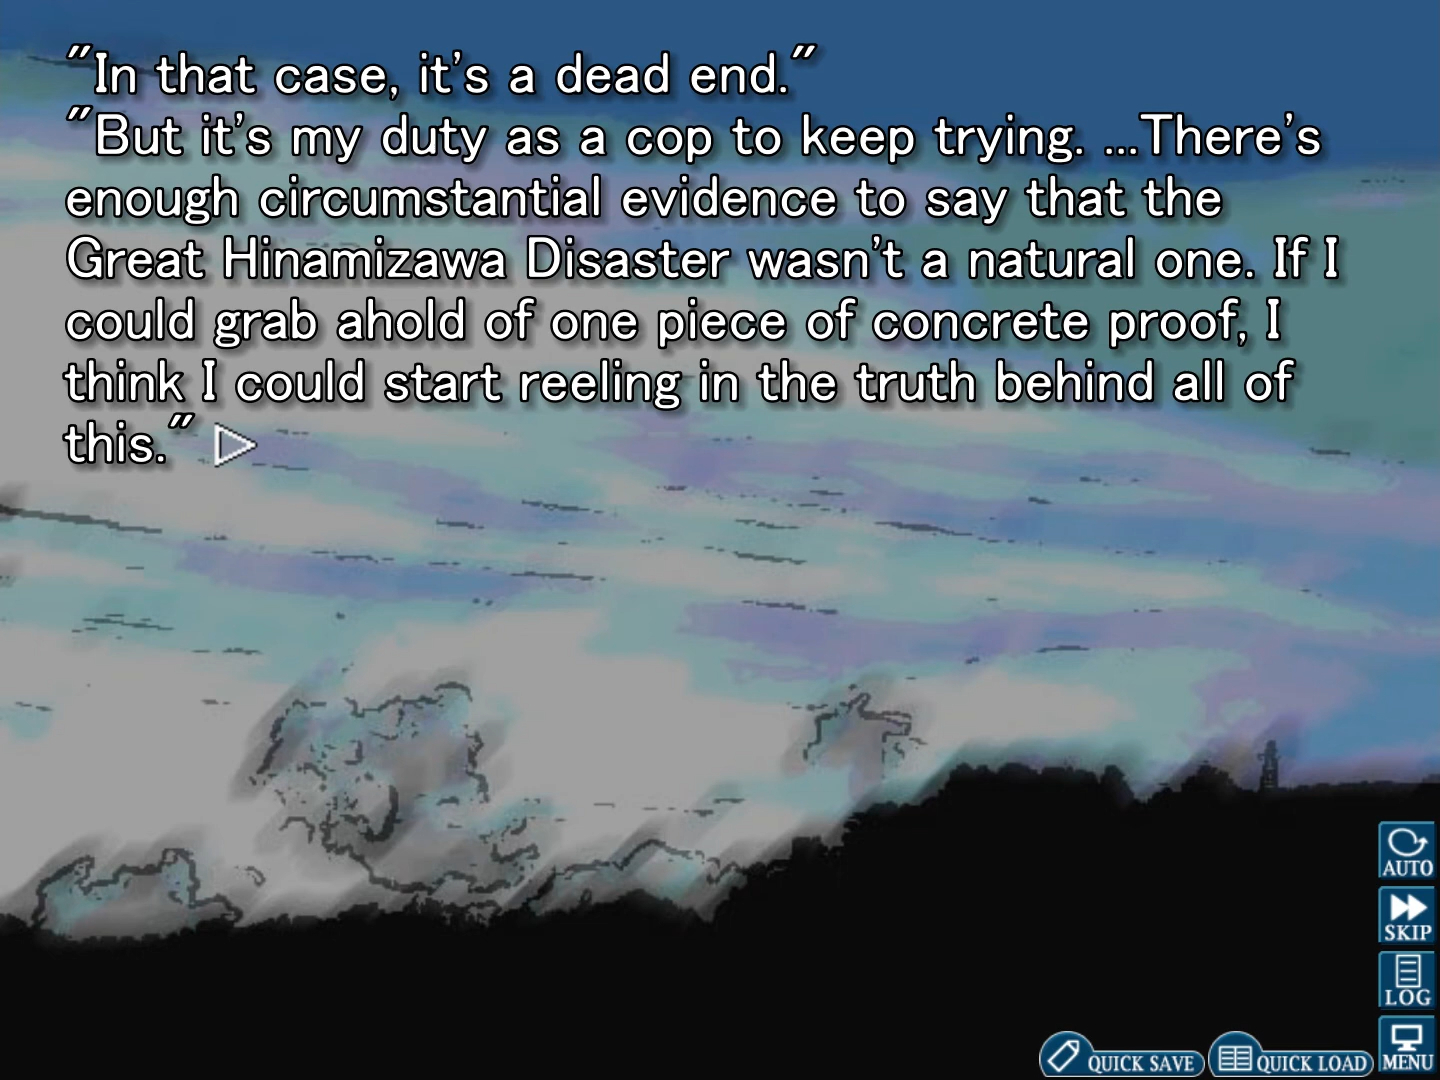 "In that case, it's a dead end."
"But it's my duty as a cop to keep trying. ...There's
enough circumstantial evidence to say that the
Great Hinamizawa Disaster wasn't a natural one. If I
could grab ahold of one piece of concrete proof, I
think I could start reeling in the truth behind all of
this."
AUTO
SKIP
LOG
QUICK SAVE
QUICK LOAD
MENU